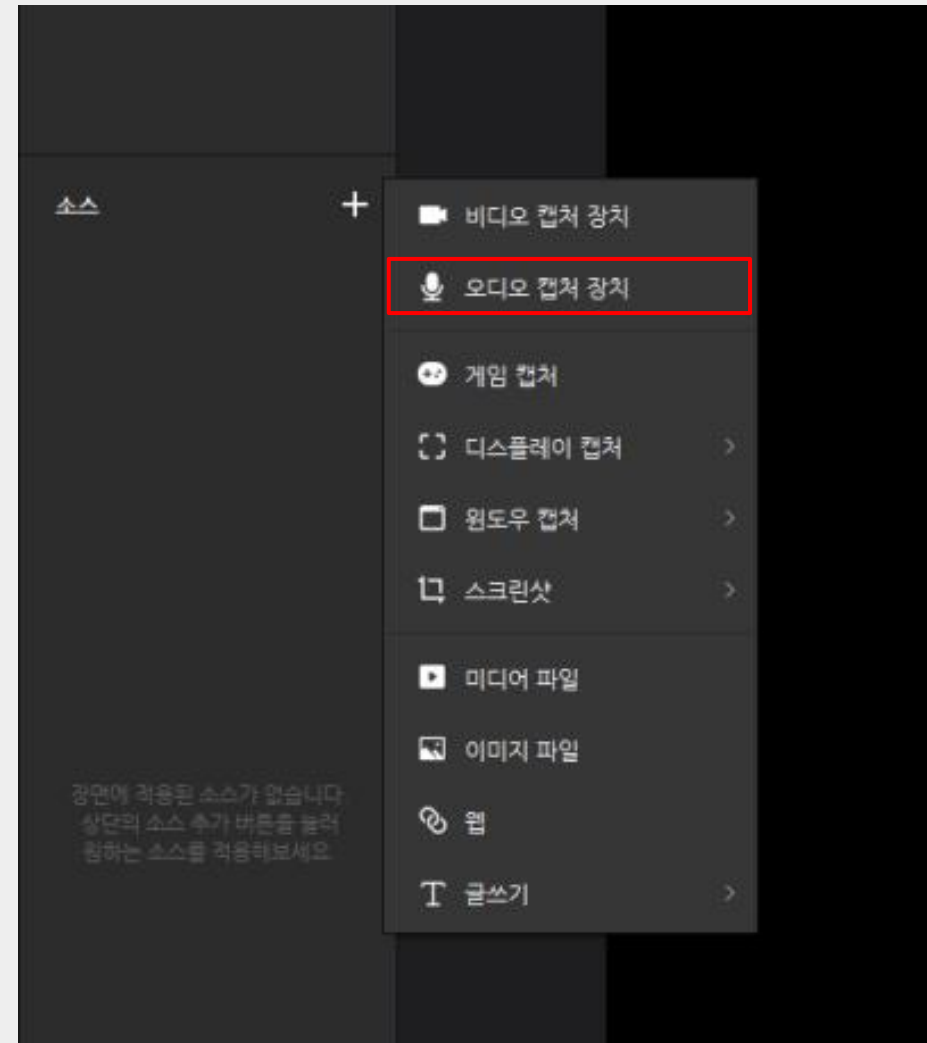 소스
비디오 캡처 장치
오디오 캡처 장치
게임 캡처
디스플레이 캡처
윈도우 캡처
스크린샷
미디어 파일
이미지 파일
웹
글쓰기
장면에 적용된 소스가 없습니다
상단의 소스 추가 버튼을 눌러
원하는 소스를 적용해보세요